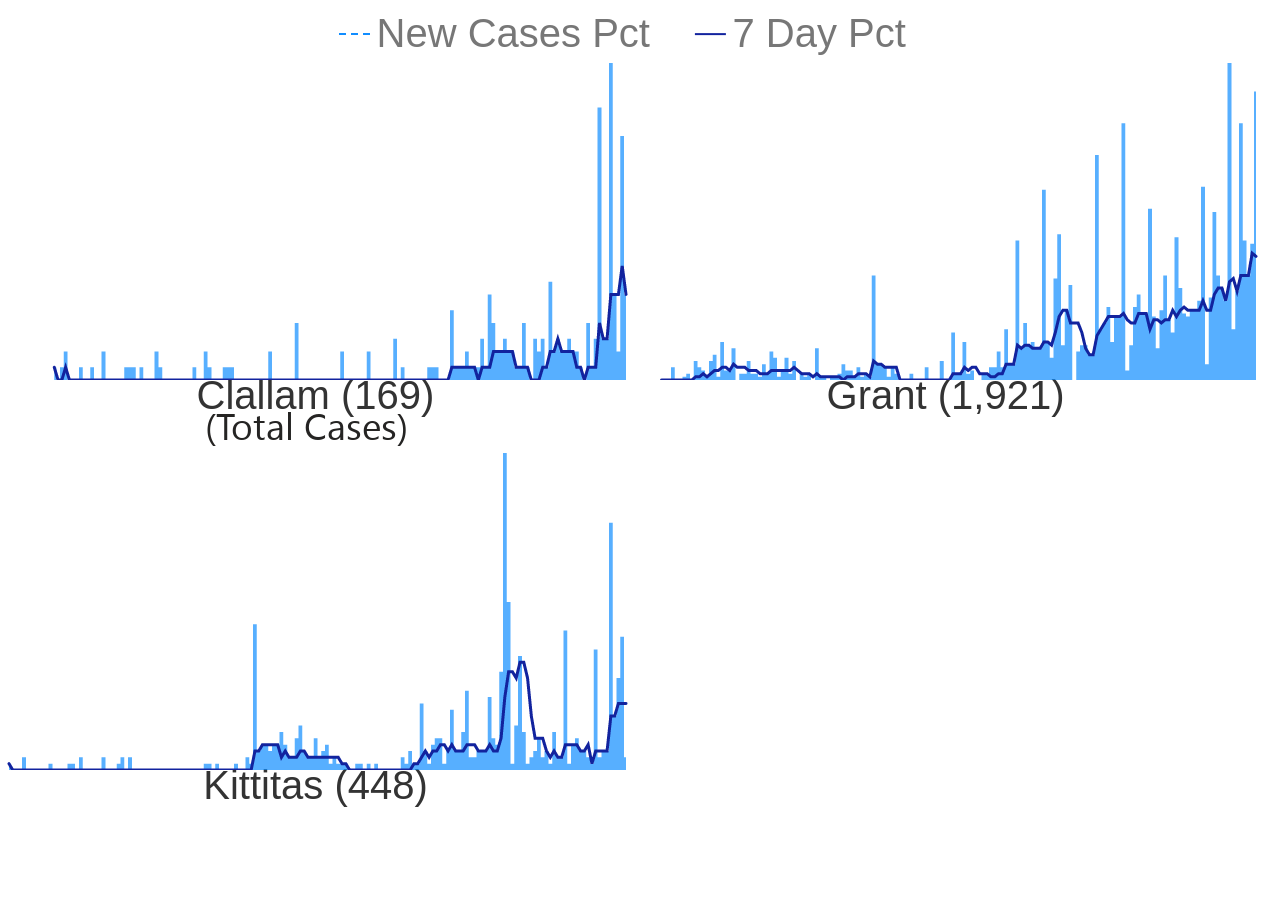 New Cases Pct 7 Day Pct
Clallam (169)
(Total Cases)
Grant (1,921)
Kittitas (448)